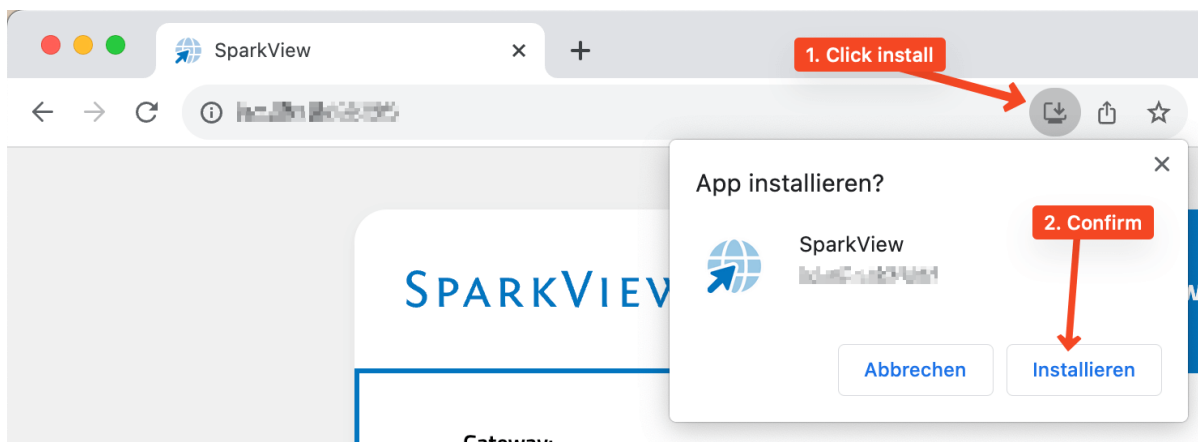 SparkView
1. Click install
App installieren?
2. Confirm
SparkView
SPARKVIEW
Abbrechen
Installieren
Gateway: